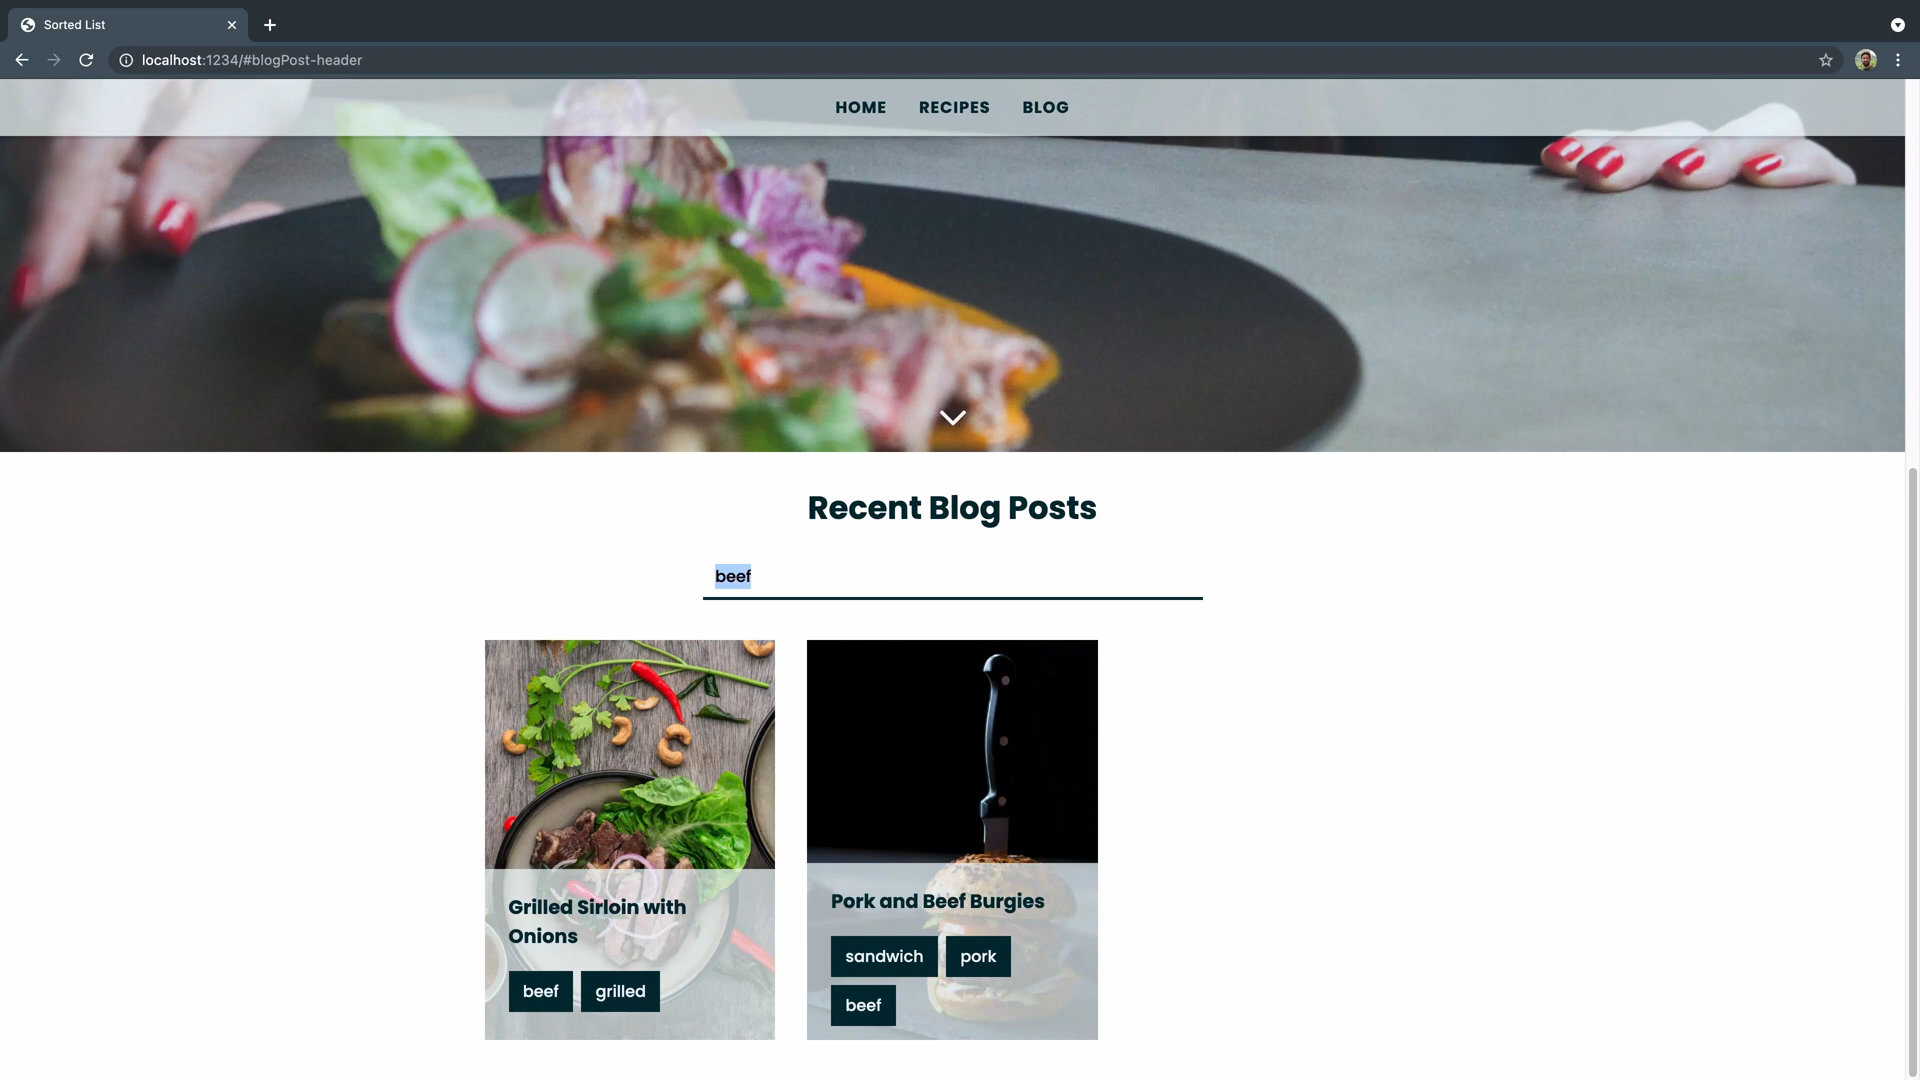 Sorted List
localhost:1234/#blogPost-header
HOME RECIPES BLOG
Recent Blog Posts
beef
Grilled Sirloin with
Onions
beef grilled
Pork and Beef Burgies
sandwich pork
beef